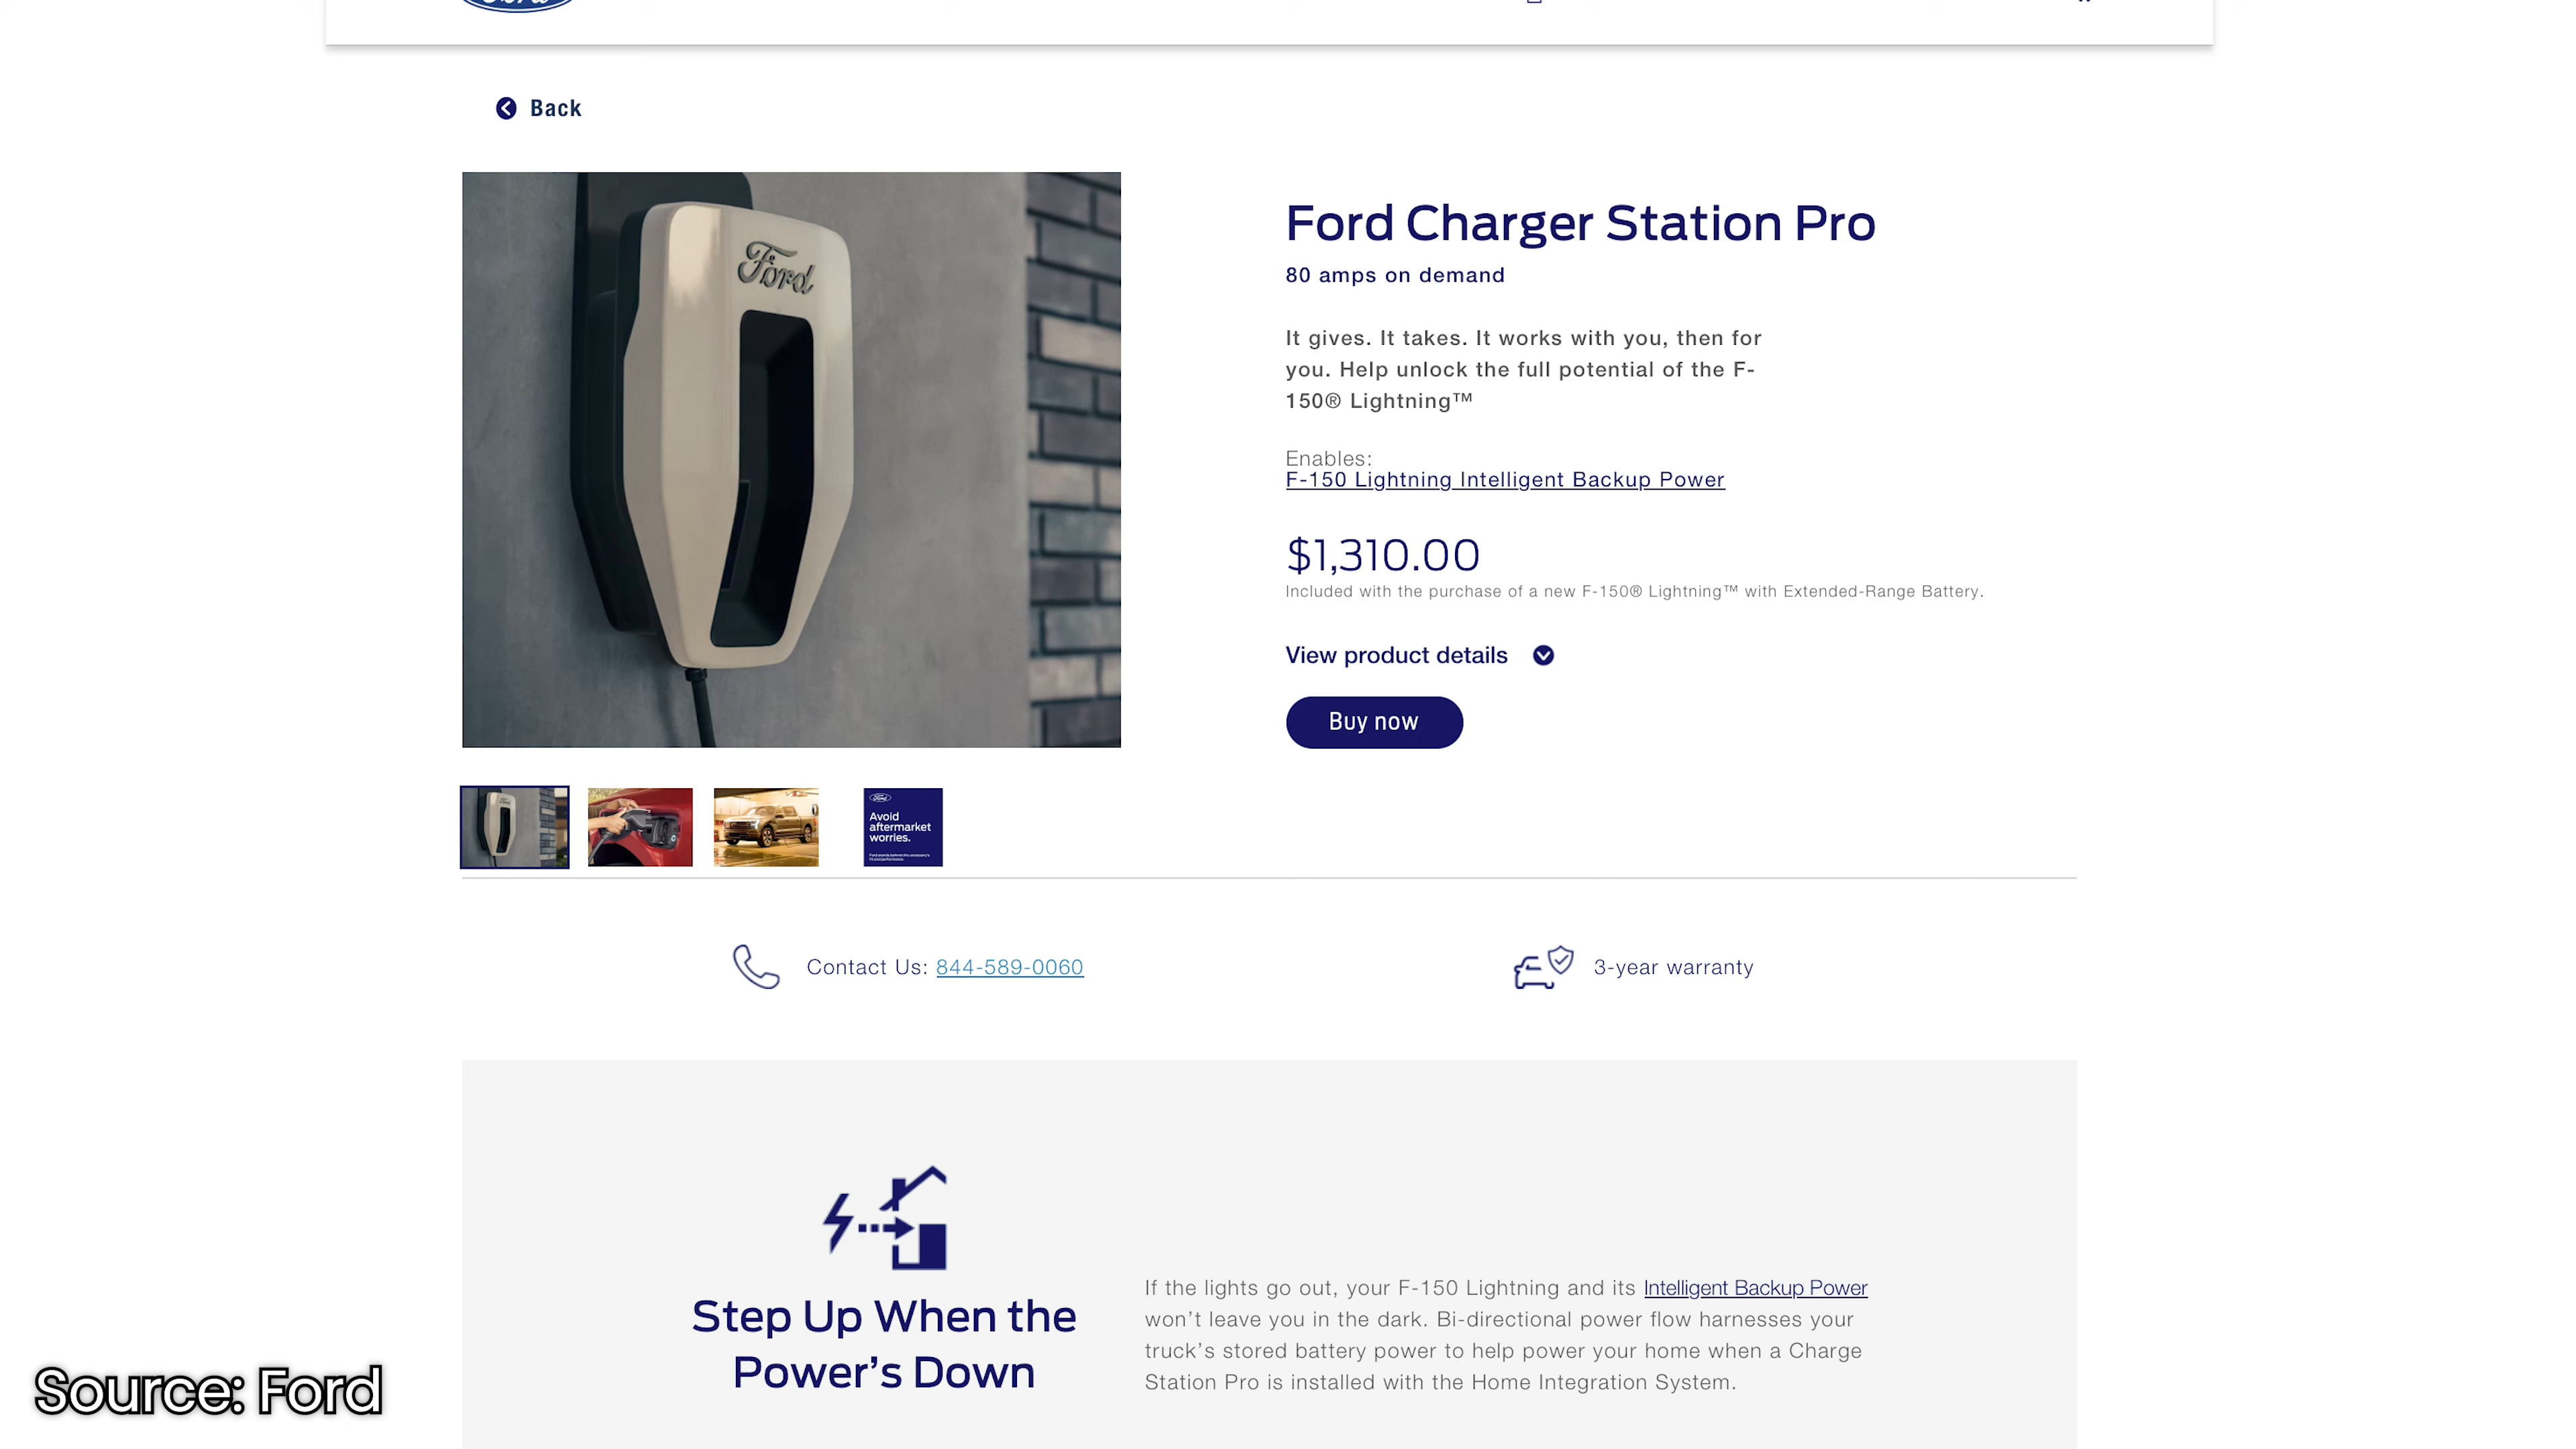 Back
Ford
Ford Charger Station Pro
80 amps on demand
It gives. It takes. It works with you, then for
you. Help unlock the full potential of the F-
150® Lightning™
Enables:
F-150 Lightning Intelligent Backup Power
$1,310.00
Included with the purchase of a new F-150® Lightning™ with Extended-Range Battery.
View product details
Buy now
Ford
Avoid
aftermarket
worries.
Contact Us: 844-589-0060
3-year warranty
Step Up When the
Power’s Down
If the lights go out, your F-150 Lightning and its Intelligent Backup Power
won’t leave you in the dark. Bi-directional power flow harnesses your
truck’s stored battery power to help power your home when a Charge
Station Pro is installed with the Home Integration System.
Source: Ford